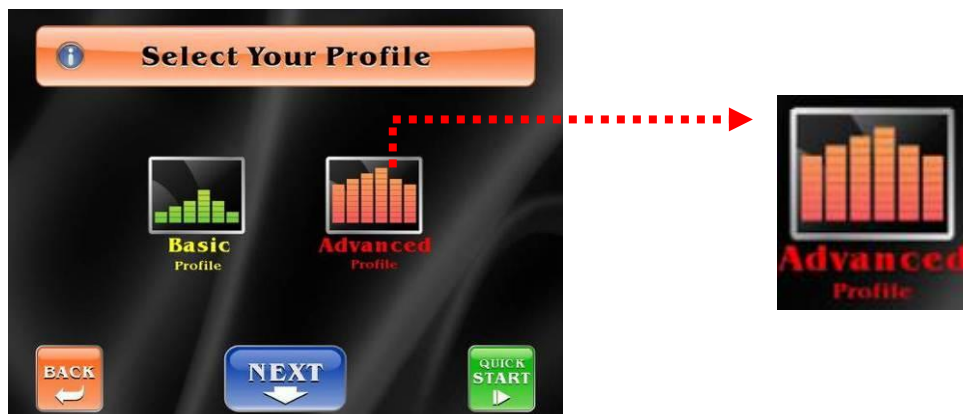 Select Your Profile
Basic
Profile
Advanced
Profile
BACK
NEXT
QUICK
START
Advanced
Profile